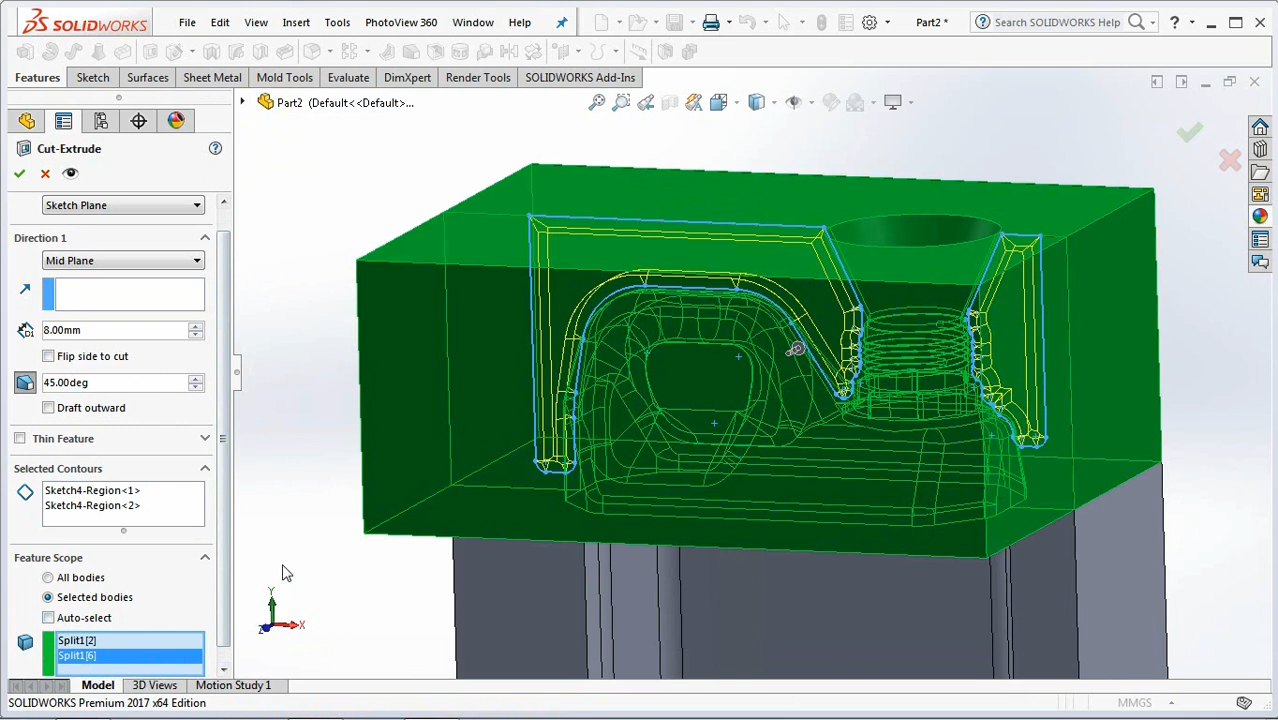 SOLIDWORKS File Edit View Insert Tools PhotoView 360 Window Help Part2 * Search SOLIDWORKS Help ?
Features Sketch Surfaces Sheet Metal Mold Tools Evaluate DimXpert Render Tools SOLIDWORKS Add-Ins
Part2 (Default<<Default>...
Cut-Extrude
Sketch Plane
Direction 1
Mid Plane
8.00mm
Flip side to cut
45.00deg
Draft outward
Thin Feature
Selected Contours
Sketch4-Region<1>
Sketch4-Region<2>
Feature Scope
All bodies
Selected bodies
Auto-select
Split1[2]
Split1[6]
Y
Z X
Model 3D Views Motion Study 1
SOLIDWORKS Premium 2017 x64 Edition MMGS